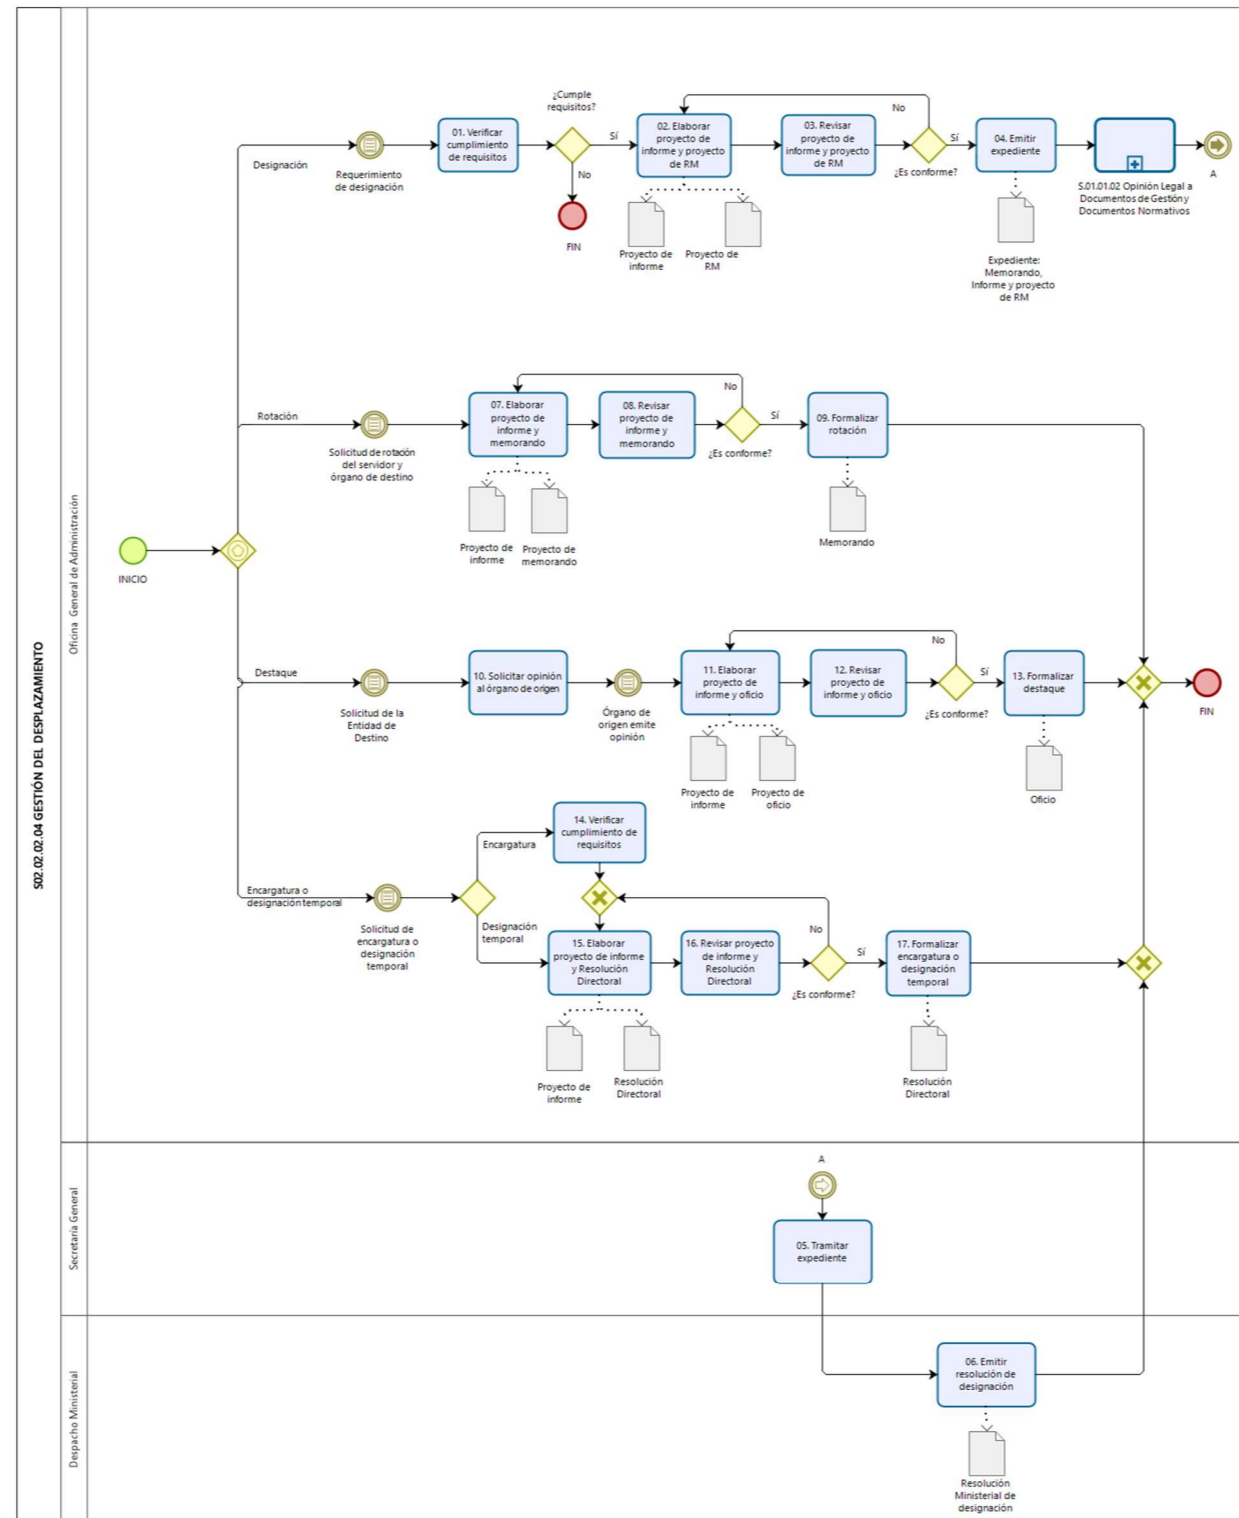 S02.02.02.04 GESTIÓN DEL DESPLAZAMIENTO
Oficina General de Administración
INICIO
Designación
Requerimiento
de designación
01. Verificar
cumplimiento
de requisitos
¿Cumple
requisitos?
Sí
No
FIN
02. Elaborar
proyecto de
informe y proyecto
de RM
Proyecto de
informe
Proyecto de
RM
03. Revisar
proyecto de
informe y proyecto
de RM
No
Sí
¿Es conforme?
04. Emitir
expediente
Expediente:
Memorando,
Informe y proyecto
de RM
S.01.01.02 Opinión Legal a
Documentos de Gestión y
Documentos Normativos
A
Rotación
Solicitud de rotación
del servidor y
órgano de destino
07. Elaborar
proyecto de
informe y
memorando
Proyecto de
informe
Proyecto de
memorando
08. Revisar
proyecto de
informe y
memorando
No
Sí
¿Es conforme?
09. Formalizar
rotación
Memorando
Destaque
Solicitud de la
Entidad de
Destino
10. Solicitar opinión
al órgano de origen
Órgano de
origen emite
opinión
11. Elaborar
proyecto de
informe y oficio
Proyecto de
informe
Proyecto de
oficio
12. Revisar
proyecto de
informe y oficio
No
Sí
¿Es conforme?
13. Formalizar
destaque
Oficio
FIN
Encargatura o
designación temporal
Solicitud de
encargatura o
designación
temporal
Encargatura
Designación
temporal
14. Verificar
cumplimiento de
requisitos
15. Elaborar
proyecto de informe
y Resolución
Directoral
Proyecto de
informe
Resolución
Directoral
16. Revisar proyecto
de informe y
Resolución
Directoral
No
Sí
¿Es conforme?
17. Formalizar
encargatura o
designación
temporal
Resolución
Directoral
Secretaría General
A
05. Tramitar
expediente
Despacho Ministerial
06. Emitir
resolución de
designación
Resolución
Ministerial de
designación